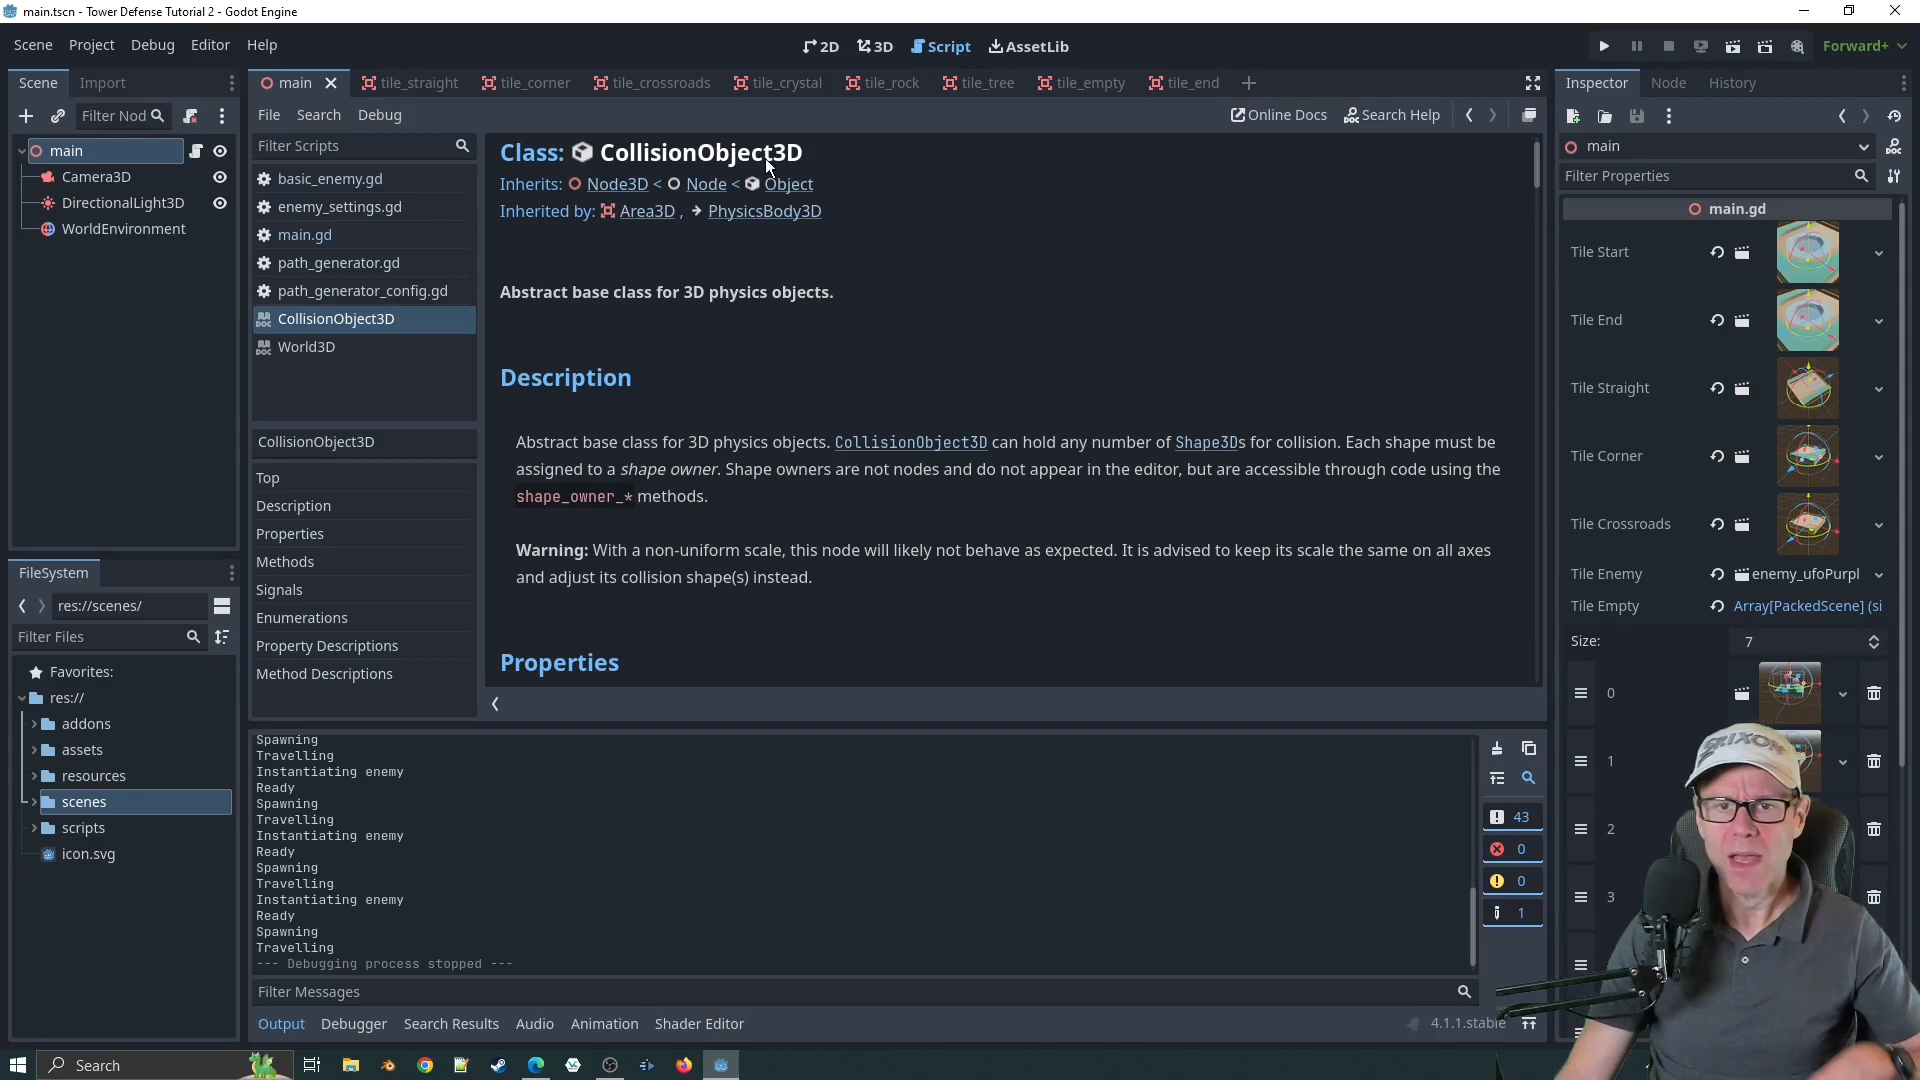 main.tscn - Tower Defense Tutorial 2 - Godot Engine
Scene Project Debug Editor Help
2D 3D Script AssetLib
Forward+
Scene Import
main tile_straight tile_corner tile_crossroads tile_crystal tile_rock tile_tree tile_empty tile_end
Inspector Node History
Filter Nod
File Search Debug
Online Docs Search Help
main
Camera3D
DirectionalLight3D
WorldEnvironment
Filter Scripts
basic_enemy.gd
enemy_settings.gd
main.gd
path_generator.gd
path_generator_config.gd
CollisionObject3D
World3D
CollisionObject3D
Top
Description
Properties
Methods
Signals
Enumerations
Property Descriptions
Method Descriptions
Class: CollisionObject3D
Inherits: Node3D < Node < Object
Inherited by: Area3D , PhysicsBody3D
Abstract base class for 3D physics objects.
Description
Abstract base class for 3D physics objects. CollisionObject3D can hold any number of Shape3Ds for collision. Each shape must be
assigned to a shape owner. Shape owners are not nodes and do not appear in the editor, but are accessible through code using the
shape_owner_* methods.
Warning: With a non-uniform scale, this node will likely not behave as expected. It is advised to keep its scale the same on all axes
and adjust its collision shape(s) instead.
Properties
main
Filter Properties
main.gd
Tile Start
Tile End
Tile Straight
Tile Corner
Tile Crossroads
Tile Enemy enemy_ufoPurpl
Tile Empty Array[PackedScene] (si
Size: 7
0
1
2
3
SRIXON
FileSystem
res://scenes/
Filter Files
Favorites:
res://
addons
assets
resources
scenes
scripts
icon.svg
Spawning
Travelling
Instantiating enemy
Ready
Spawning
Travelling
Instantiating enemy
Ready
Spawning
Travelling
Instantiating enemy
Ready
Spawning
Travelling
--- Debugging process stopped ---
43
0
0
1
Filter Messages
Output Debugger Search Results Audio Animation Shader Editor
4.1.1.stable
Search